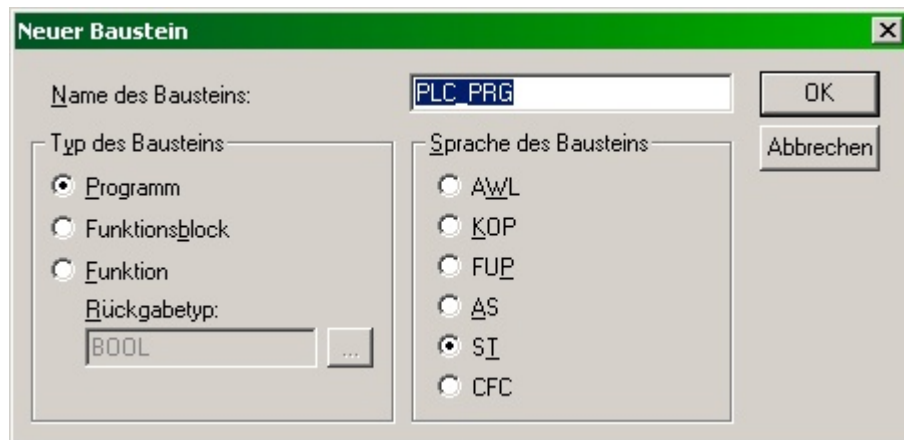 Neuer Baustein
Name des Bausteins:
PLC_PRG
OK
Abbrechen
Typ des Bausteins
Programm
Funktionsblock
Funktion
Rückgabetyp:
BOOL
...
Sprache des Bausteins
AWL
KOP
FUP
AS
ST
CFC